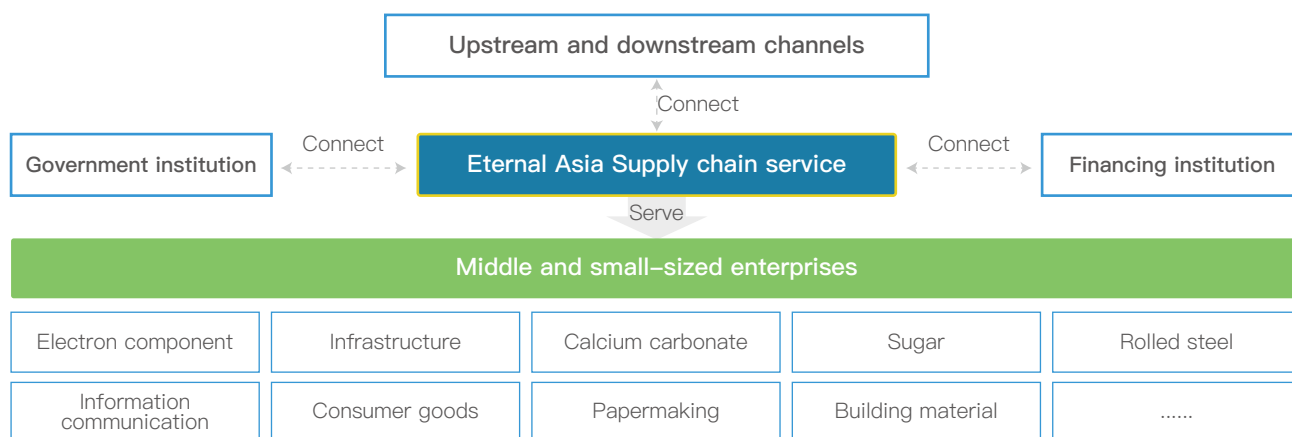 Upstream and downstream channels
Connect
Government institution
Connect
Eternal Asia Supply chain service
Connect
Financing institution
Serve
Middle and small-sized enterprises
Electron component
Infrastructure
Calcium carbonate
Sugar
Rolled steel
Information
communication
Consumer goods
Papermaking
Building material
......